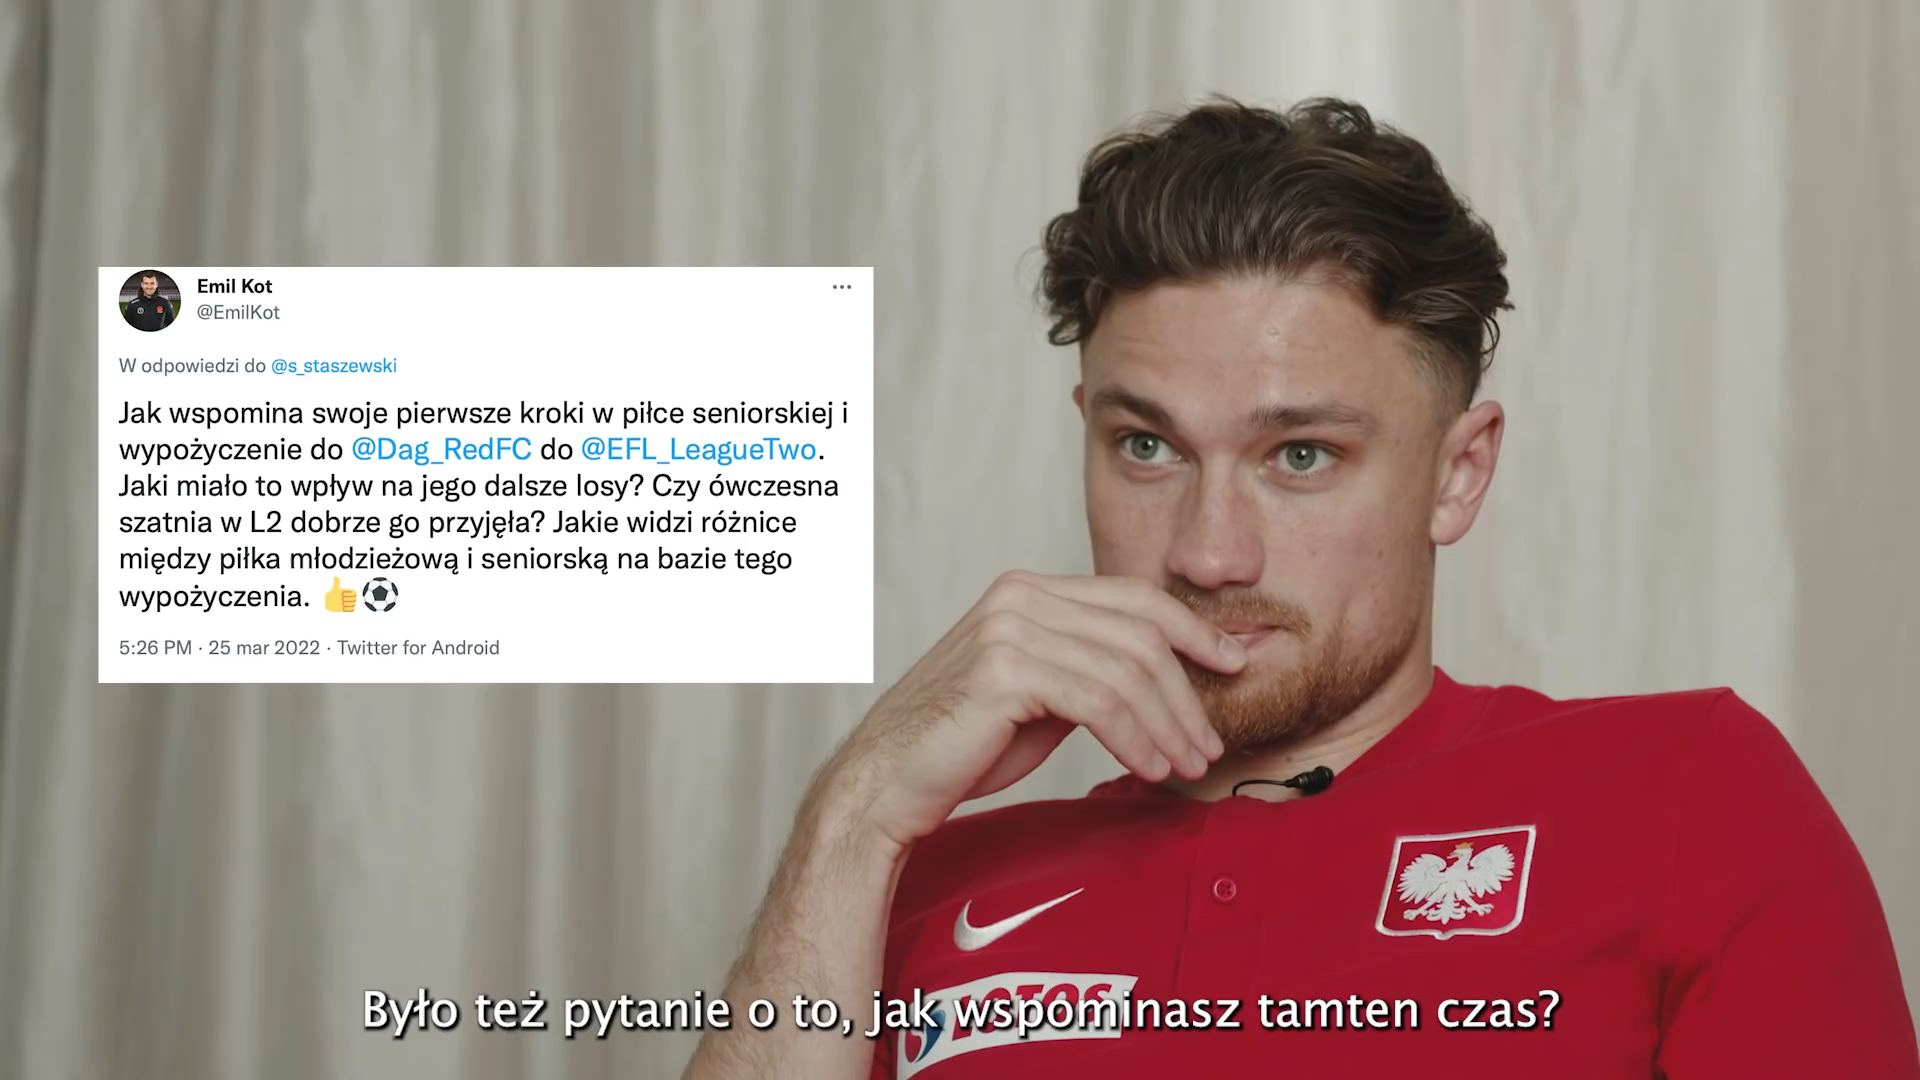 Emil Kot
@EmilKot
W odpowiedzi do @s_staszewski
Jak wspomina swoje pierwsze kroki w piłce seniorskiej i
wypożyczenie do @Dag_RedFC do @EFL_LeagueTwo.
Jaki miało to wpływ na jego dalsze losy? Czy ówczesna
szatnia w L2 dobrze go przyjęła? Jakie widzi różnice
między piłka młodzieżową i seniorską na bazie tego
wypożyczenia. 👍⚽
5:26 PM · 25 mar 2022 · Twitter for Android
LOTOS
Było też pytanie o to, jak wspominasz tamten czas?